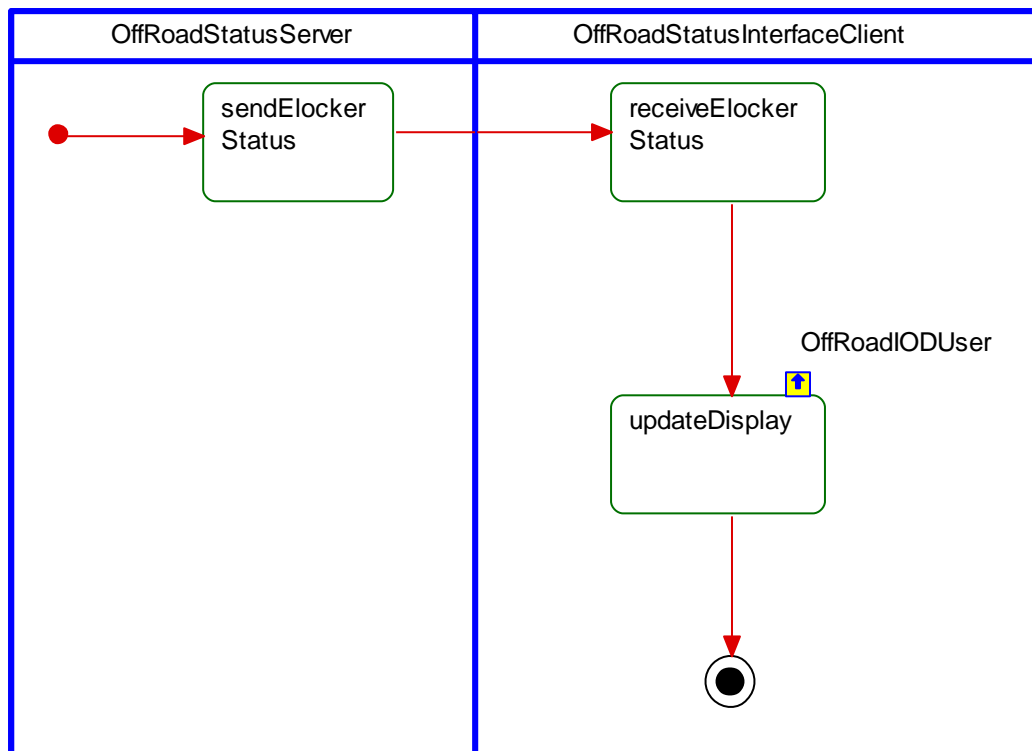 OffRoadStatusServer
OffRoadStatusInterfaceClient
sendElocker
Status
receiveElocker
Status
OffRoadIODUser
updateDisplay